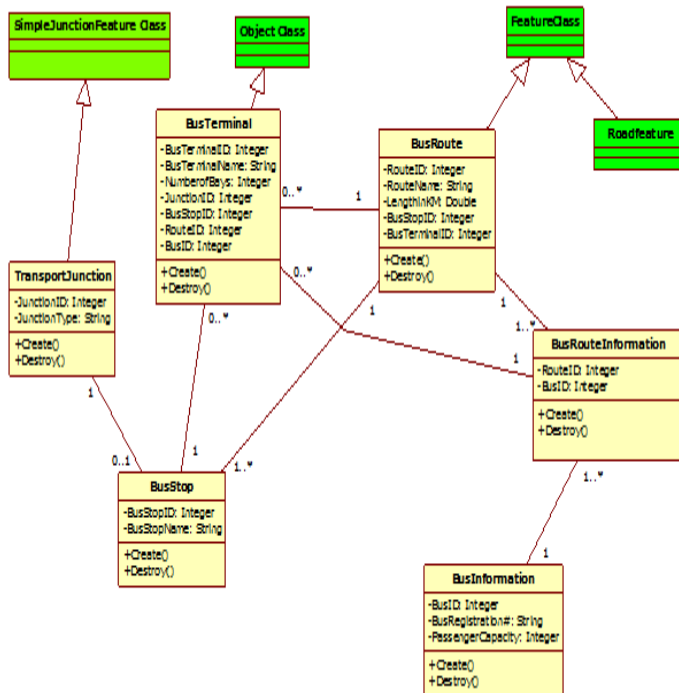 SimpleJunctionFeature Class
Object Class
FeatureClass
Roadfeature
BusTerminal
-BusTerminalID: Integer
-BusTerminalName: String
-NumberofBays: Integer
-JunctionID: Integer
-BusStopID: Integer
-RouteID: Integer
-BusID: Integer
+Create()
+Destroy()
BusRoute
-RouteID: Integer
-RouteName: String
-LengthinKM: Double
-BusStopID: Integer
-BusTerminalID: Integer
+Create()
+Destroy()
0..*
1
TransportJunction
-JunctionID: Integer
-JunctionType: String
+Create()
+Destroy()
0..*
0..*
1
1
1..*
BusRouteInformation
-RouteID: Integer
-BusID: Integer
+Create()
+Destroy()
1
1
0..1
1
1..*
1..*
BusStop
-BusStopID: Integer
-BusStopName: String
+Create()
+Destroy()
1
BusInformation
-BusID: Integer
-BusRegistration#: String
-PassengerCapacity: Integer
+Create()
+Destroy()